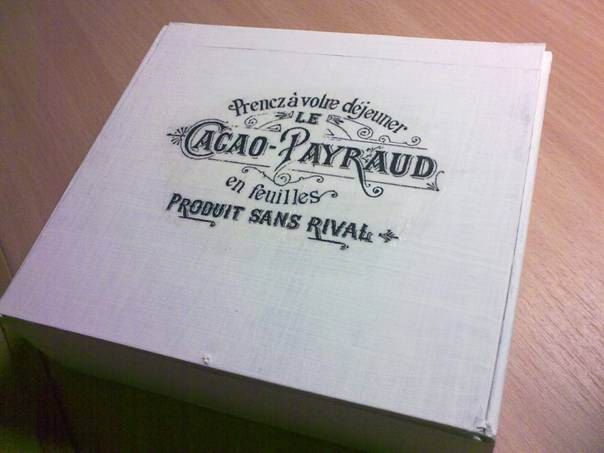 Prenez à votre déjeuner
LE
CACAO-PAYRAUD
en feuilles
PRODUIT SANS RIVAL